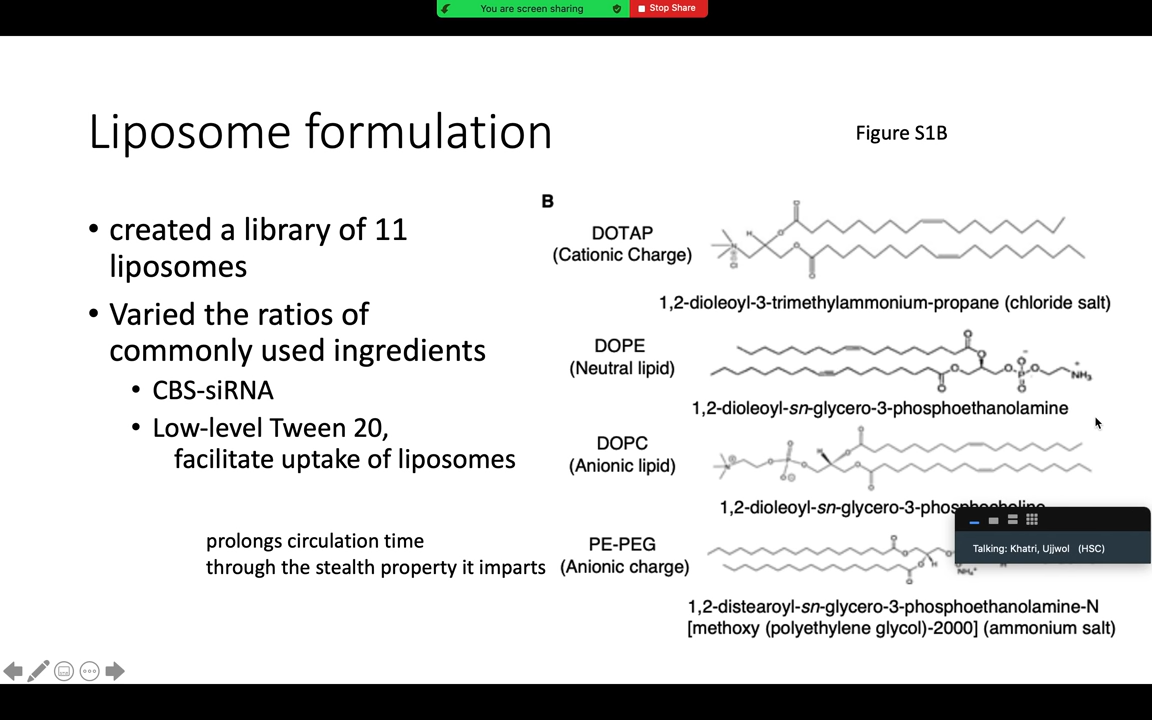 You are screen sharing
Stop Share
Liposome formulation
Figure S1B
• created a library of 11
liposomes
• Varied the ratios of
commonly used ingredients
• CBS-siRNA
• Low-level Tween 20,
facilitate uptake of liposomes
prolongs circulation time
through the stealth property it imparts
B
DOTAP
(Cationic Charge)
1,2-dioleoyl-3-trimethylammonium-propane (chloride salt)
DOPE
(Neutral lipid)
1,2-dioleoyl-sn-glycero-3-phosphoethanolamine
DOPC
(Anionic lipid)
1,2-dioleoyl-sn-glycero-3-phosphocholine
Talking: Khatri, Ujjwol (HSC)
PE-PEG
(Anionic charge)
1,2-distearoyl-sn-glycero-3-phosphoethanolamine-N
[methoxy (polyethylene glycol)-2000] (ammonium salt)